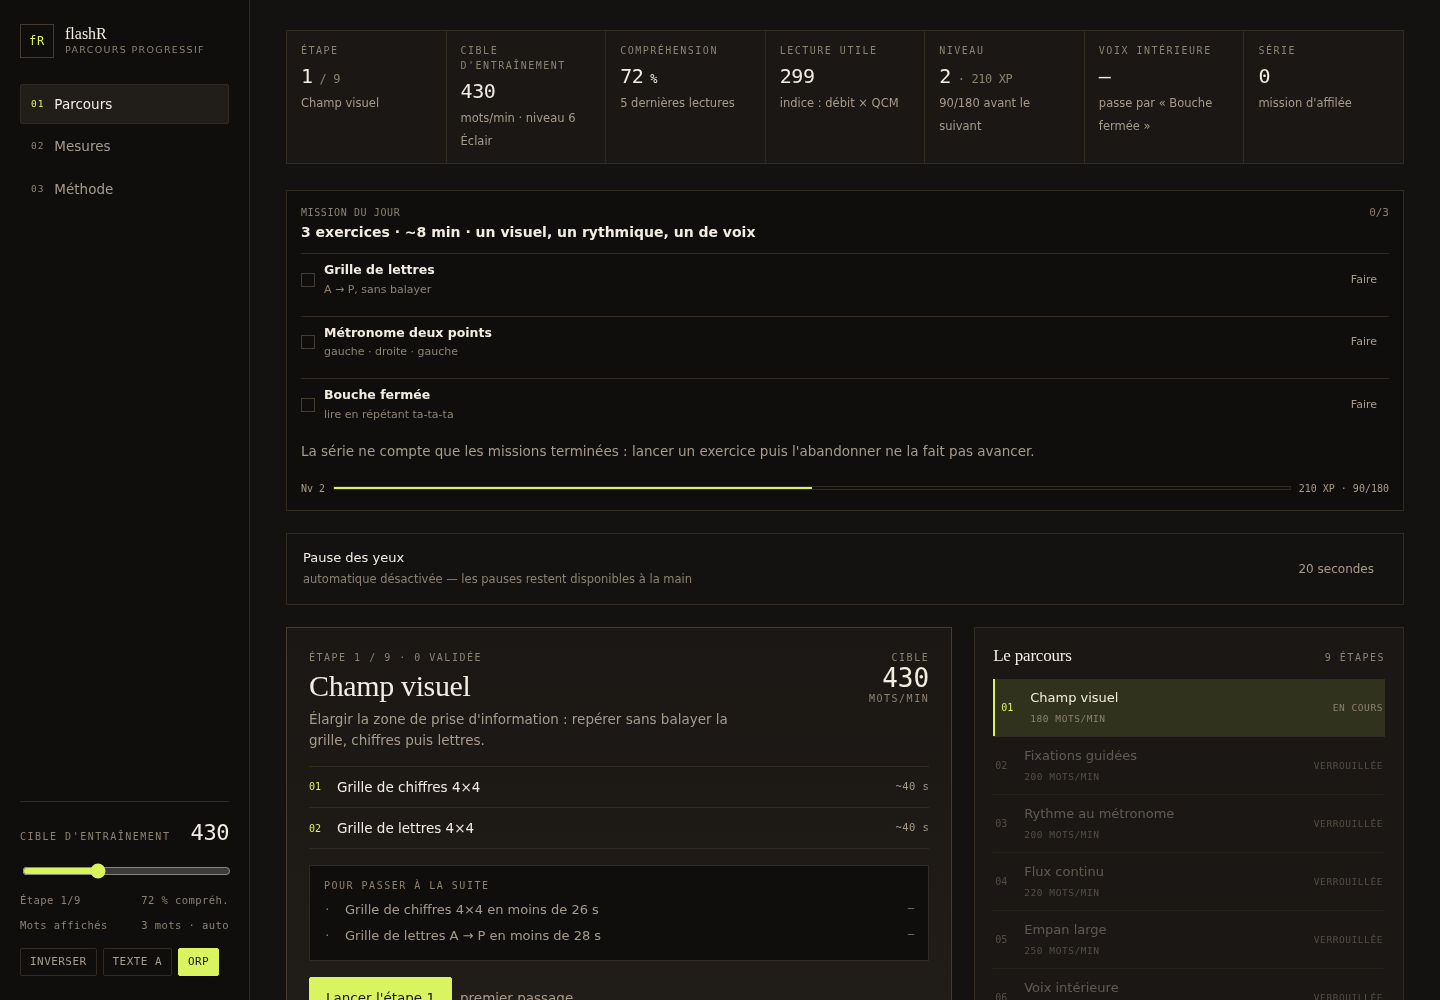 fR
flashR
PARCOURS PROGRESSIF
01 Parcours
02 Mesures
03 Méthode
CIBLE D'ENTRAÎNEMENT 430
Étape 1/9 72 % compréh.
Mots affichés 3 mots · auto
INVERSER TEXTE A ORP
ÉTAPE
1 / 9
Champ visuel
CIBLE
D'ENTRAÎNEMENT
430
mots/min · niveau 6
Éclair
COMPRÉHENSION
72 %
5 dernières lectures
LECTURE UTILE
299
indice : débit × QCM
NIVEAU
2 · 210 XP
90/180 avant le
suivant
VOIX INTÉRIEURE
—
passe par « Bouche
fermée »
SÉRIE
0
mission d'affilée
MISSION DU JOUR 0/3
3 exercices · ~8 min · un visuel, un rythmique, un de voix
Grille de lettres
A → P, sans balayer
Faire
Métronome deux points
gauche · droite · gauche
Faire
Bouche fermée
lire en répétant ta-ta-ta
Faire
La série ne compte que les missions terminées : lancer un exercice puis l'abandonner ne la fait pas avancer.
Nv 2 210 XP · 90/180
Pause des yeux
automatique désactivée — les pauses restent disponibles à la main
20 secondes
ÉTAPE 1 / 9 · 0 VALIDÉE
Champ visuel
Élargir la zone de prise d'information : repérer sans balayer la
grille, chiffres puis lettres.
CIBLE
430
MOTS/MIN
01 Grille de chiffres 4×4 ~40 s
02 Grille de lettres 4×4 ~40 s
POUR PASSER À LA SUITE
· Grille de chiffres 4×4 en moins de 26 s —
· Grille de lettres A → P en moins de 28 s —
Lancer l'étape 1 premier passage
Le parcours 9 ÉTAPES
01 Champ visuel
180 MOTS/MIN
EN COURS
02 Fixations guidées
200 MOTS/MIN
VERROUILLÉE
03 Rythme au métronome
200 MOTS/MIN
VERROUILLÉE
04 Flux continu
220 MOTS/MIN
VERROUILLÉE
05 Empan large
250 MOTS/MIN
VERROUILLÉE
06 Voix intérieure
VERROUILLÉE